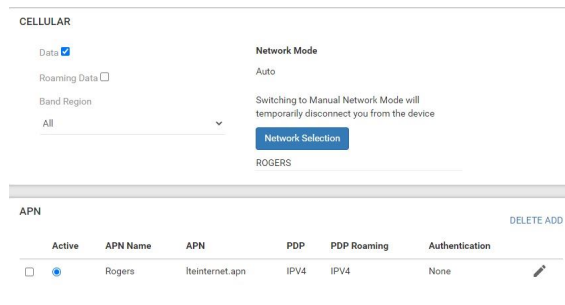 CELLULAR
Data
Network Mode
Roaming Data
Auto
Band Region
Switching to Manual Network Mode will
temporarily disconnect you from the device
All
Network Selection
ROGERS
APN
DELETE ADD
Active APN Name APN PDP PDP Roaming Authentication
Rogers lteinternet.apn IPV4 IPV4 None